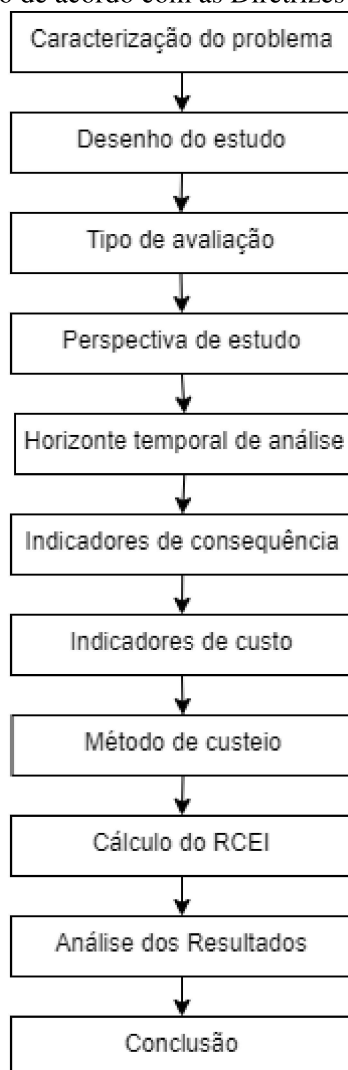 de acordo com as Diretrizes
Caracterização do problema
Desenho do estudo
Tipo de avaliação
Perspectiva de estudo
Horizonte temporal de análise
Indicadores de consequência
Indicadores de custo
Método de custeio
Cálculo do RCEI
Análise dos Resultados
Conclusão